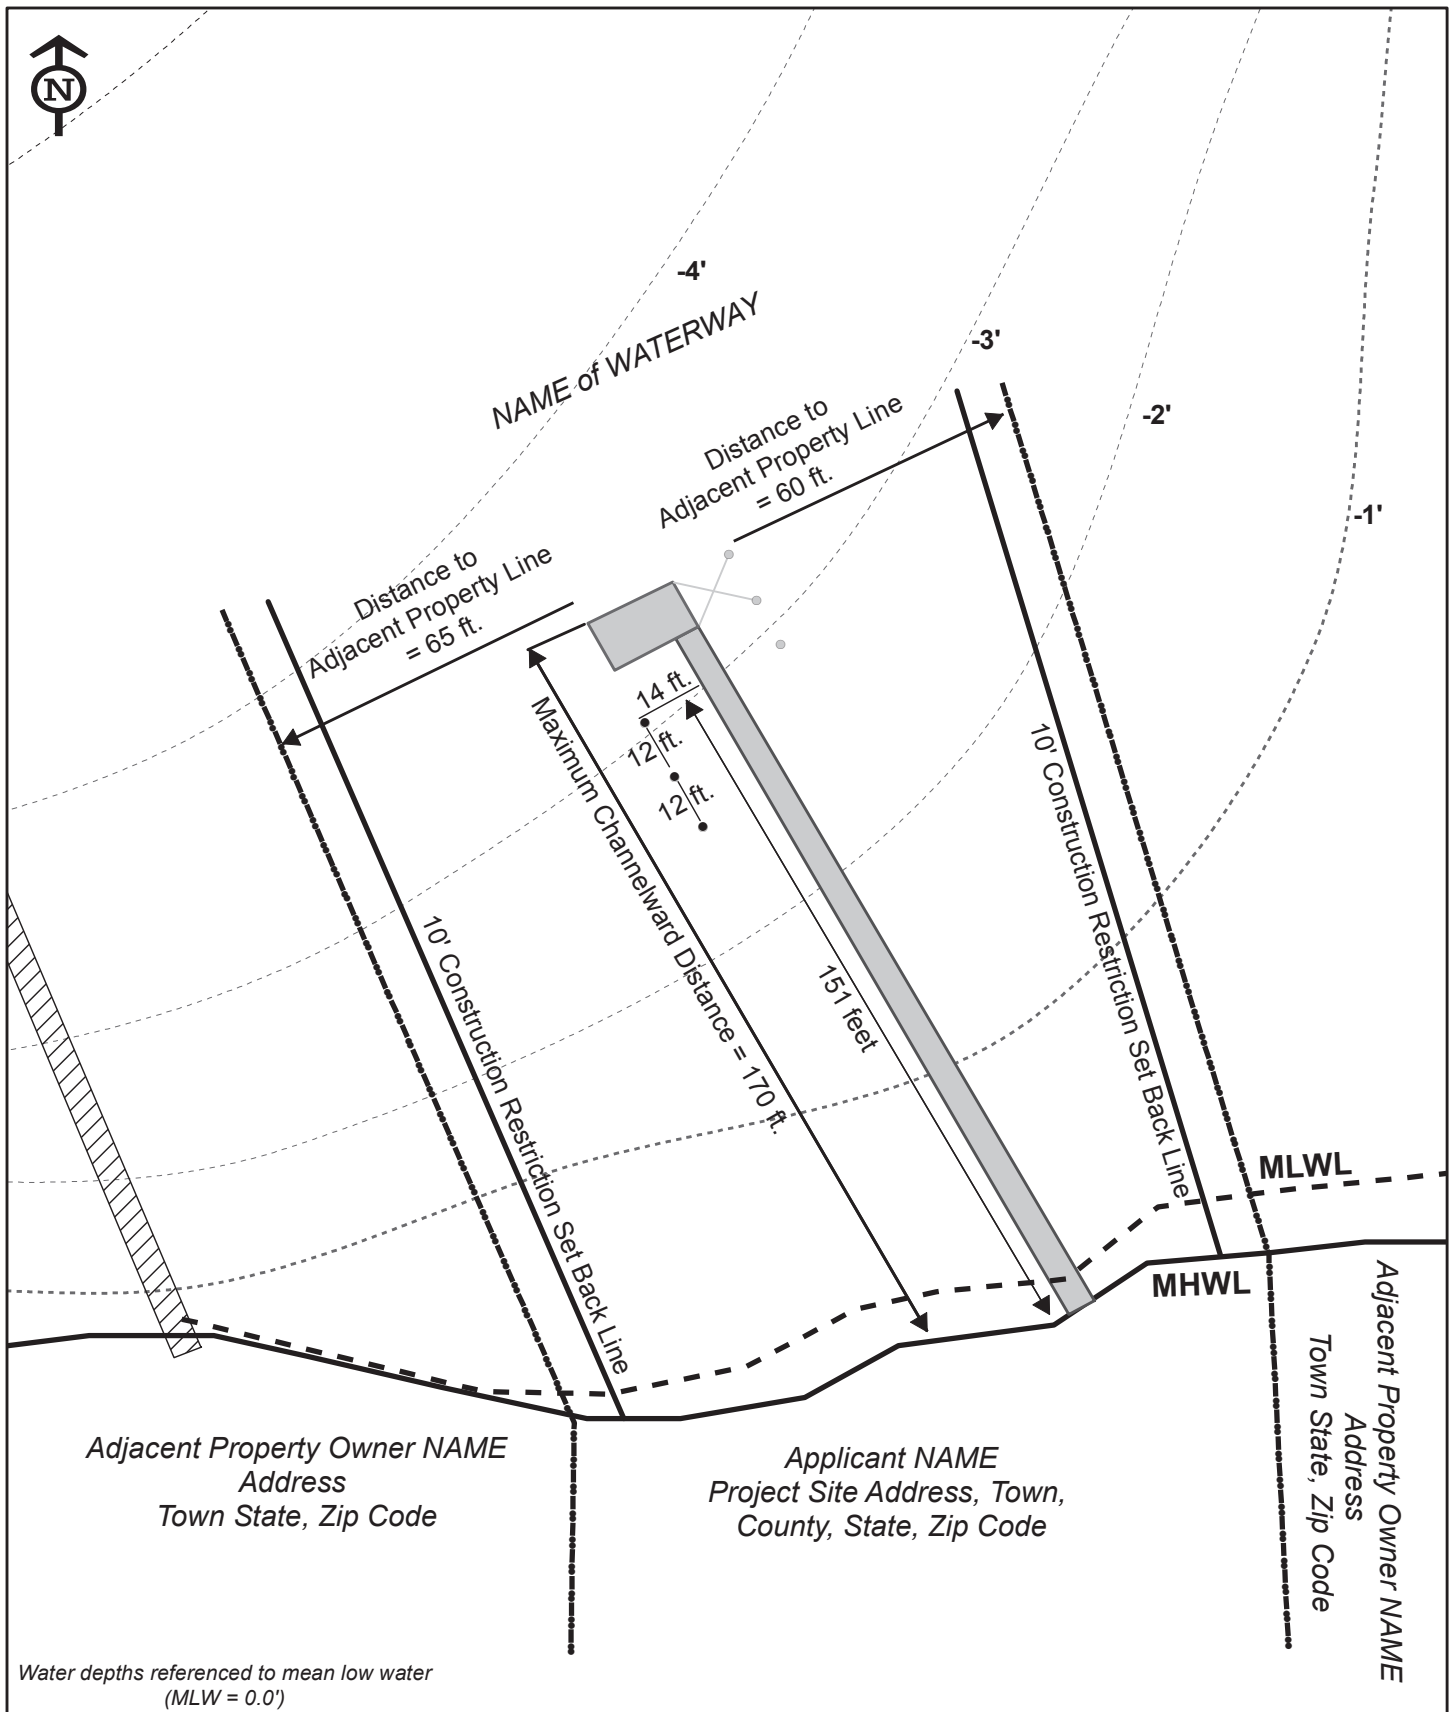 N
-4'
NAME of WATERWAY
-3'
-2'
-1'
Distance to
Adjacent Property Line
= 60 ft.
Distance to
Adjacent Property Line
= 65 ft.
14 ft.
12 ft.
12 ft.
Maximum Channelward Distance = 170 ft.
151 feet
10' Construction Restriction Set Back Line
10' Construction Restriction Set Back Line
MLWL
MHWL
Adjacent Property Owner NAME
Address
Town State, Zip Code
Applicant NAME
Project Site Address, Town,
County, State, Zip Code
Adjacent Property Owner NAME
Address
Town State, Zip Code
Water depths referenced to mean low water
(MLW = 0.0')